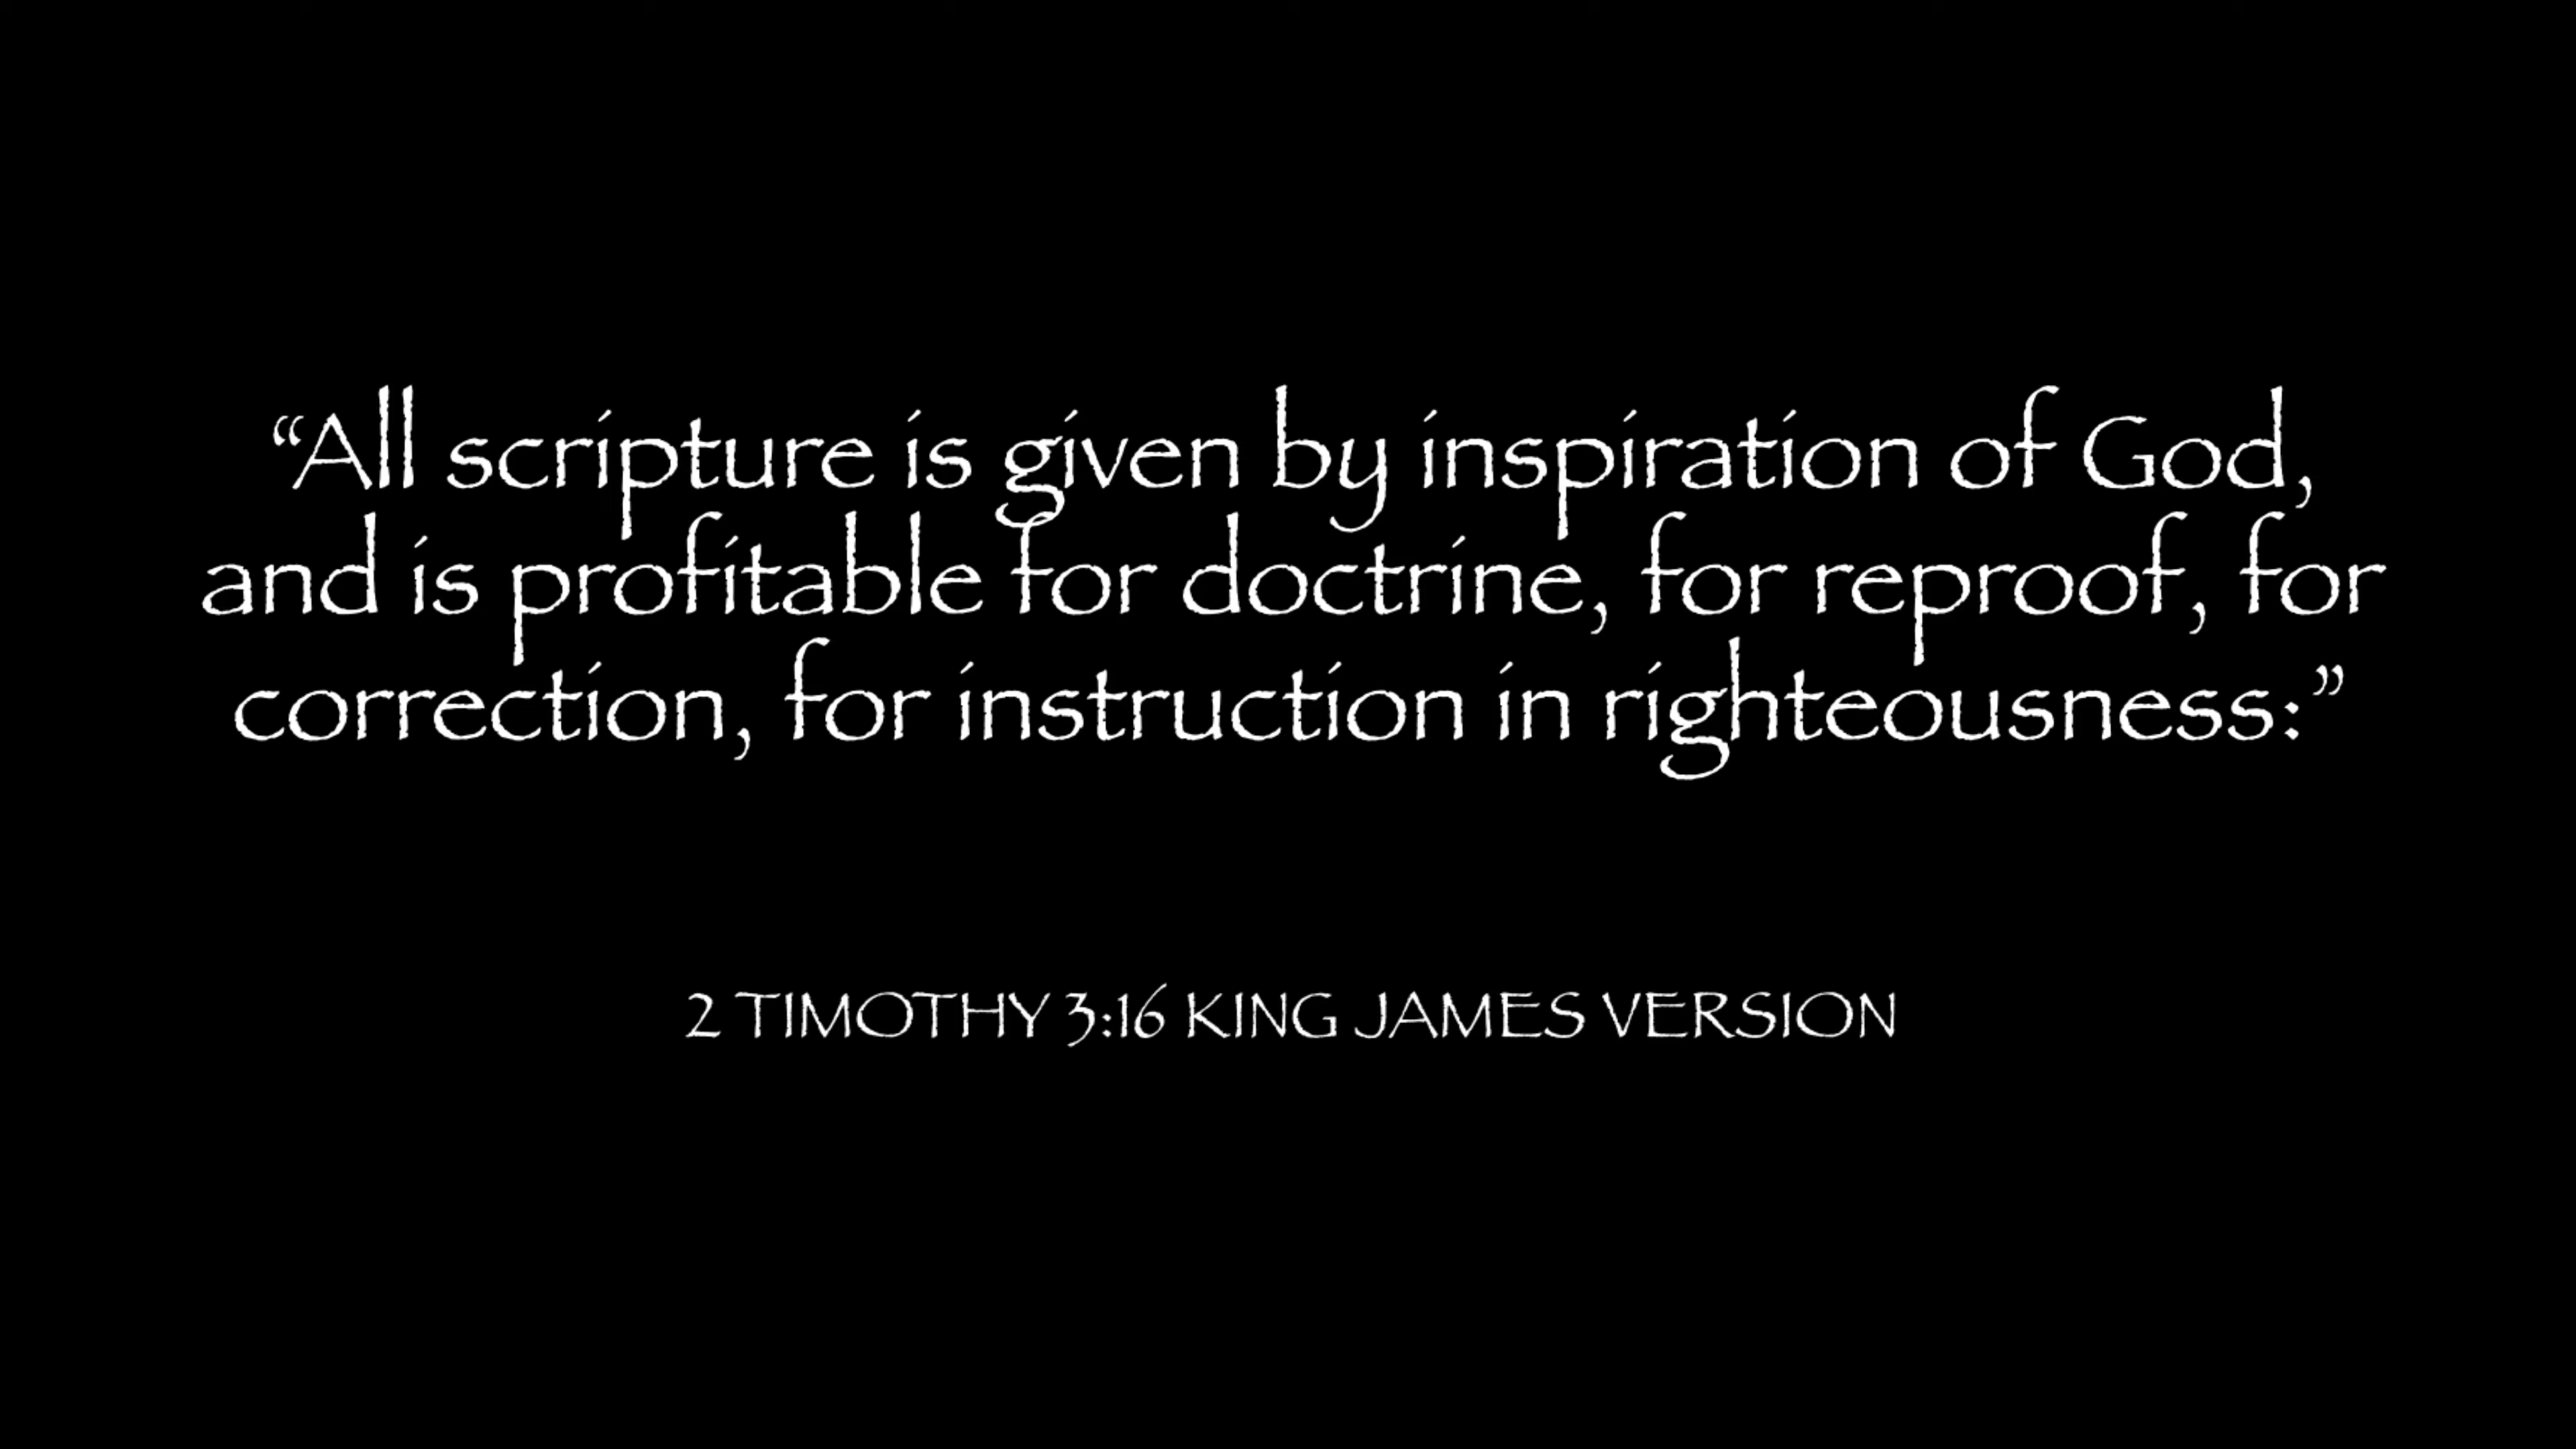 “All scripture is given by inspiration of God,
and is profitable for doctrine, for reproof, for
correction, for instruction in righteousness:”
2 TIMOTHY 3:16 KING JAMES VERSION